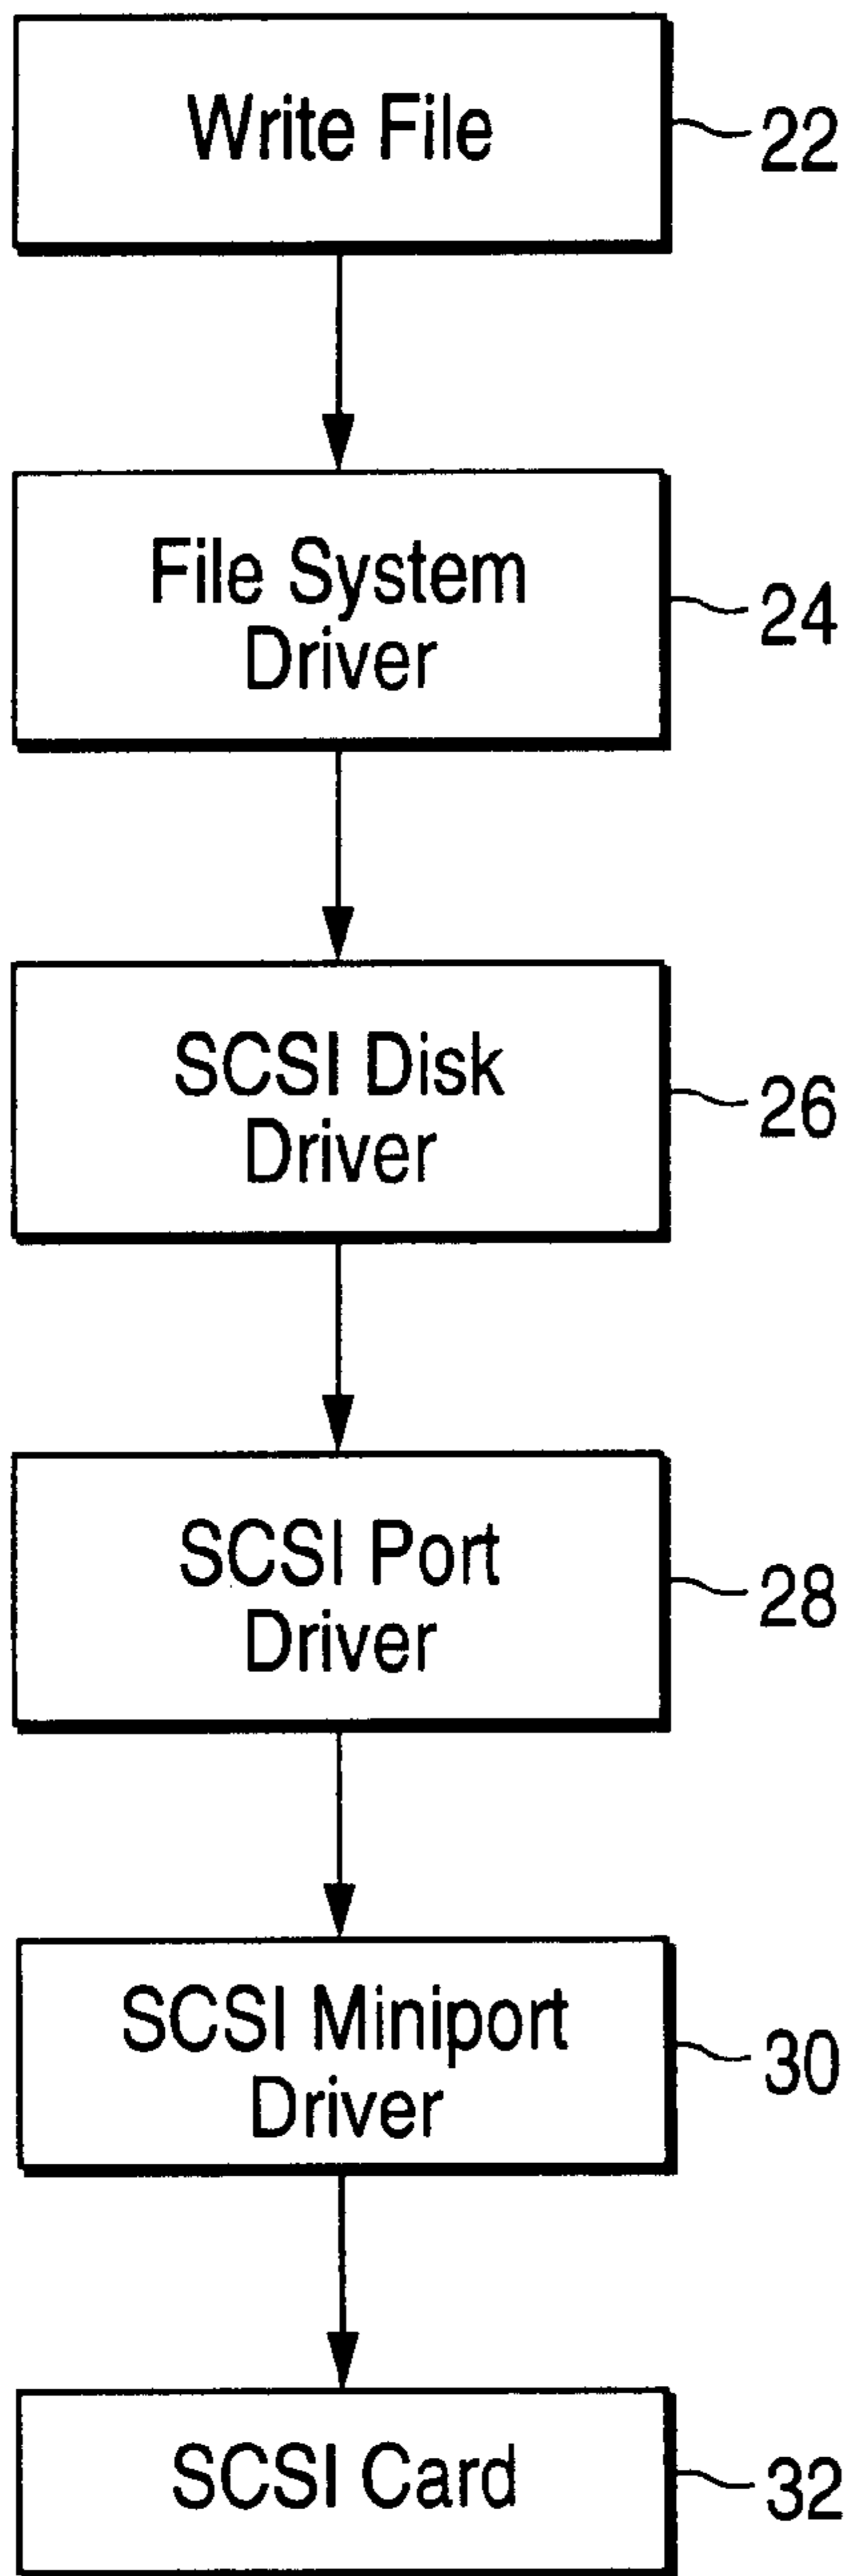 Write File
22
File System
Driver
24
SCSI Disk
Driver
26
SCSI Port
Driver
28
SCSI Miniport
Driver
30
SCSI Card
32